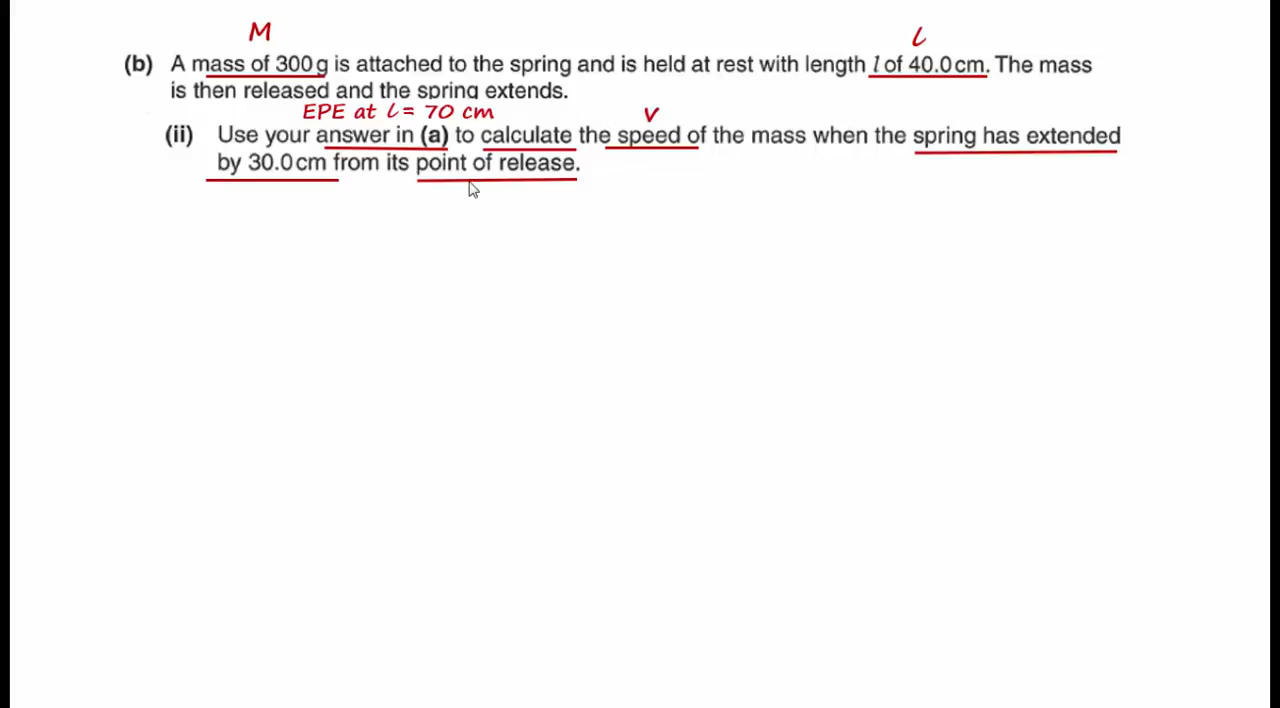 M
l
(b) A mass of 300 g is attached to the spring and is held at rest with length l of 40.0 cm. The mass
is then released and the spring extends.
EPE at l = 70 cm
v
(ii) Use your answer in (a) to calculate the speed of the mass when the spring has extended
by 30.0 cm from its point of release.